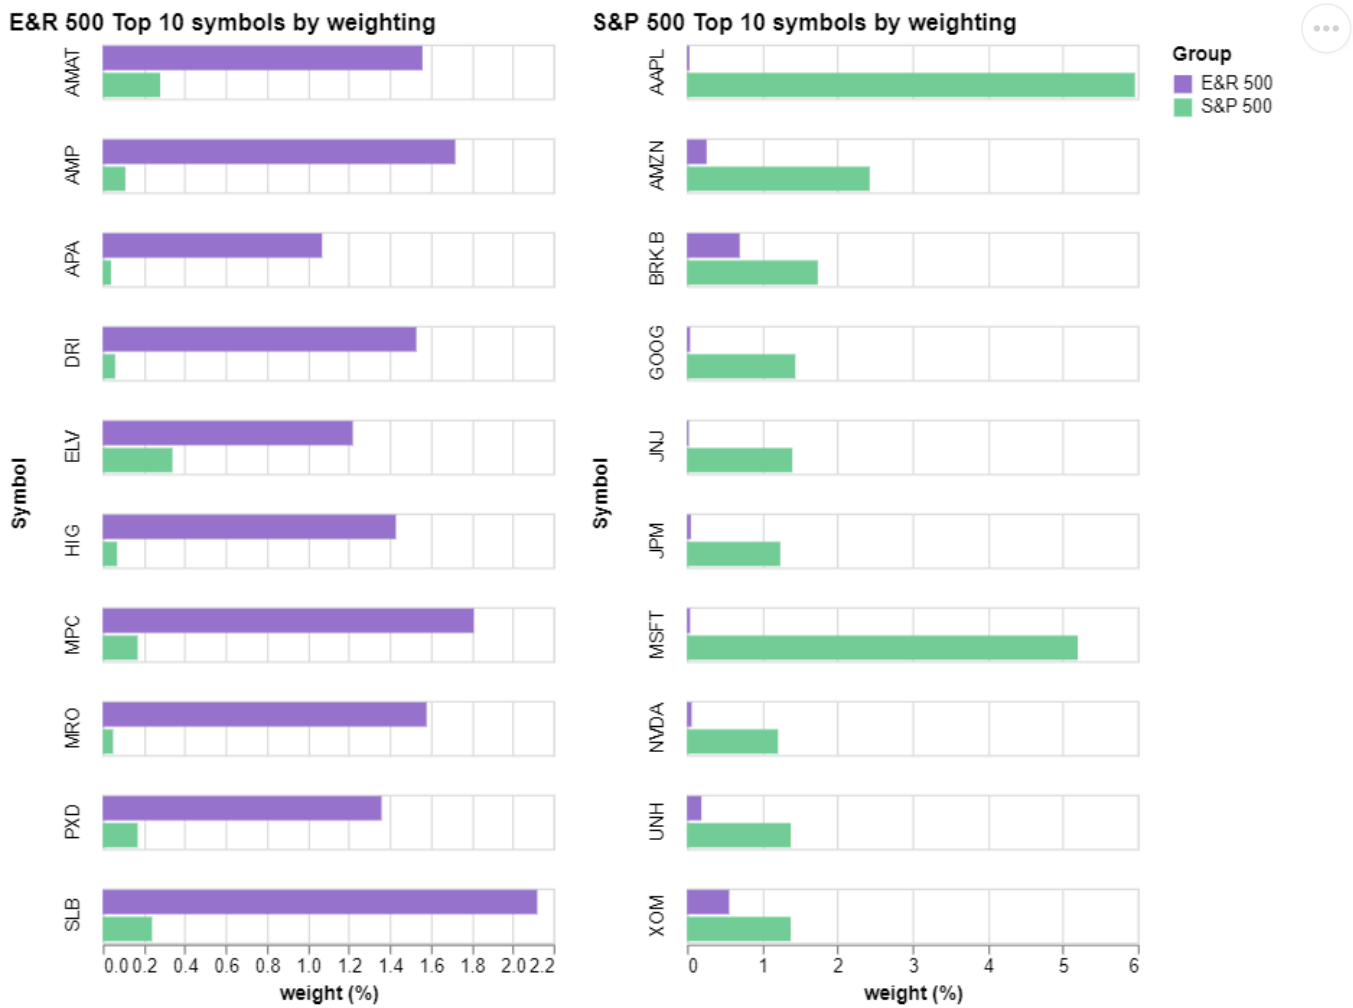 E&R 500 Top 10 symbols by weighting
AMAT
AMP
APA
DRI
ELV
HIG
MPC
MRO
PXD
SLB
Symbol
0.0 0.2 0.4 0.6 0.8 1.0 1.2 1.4 1.6 1.8 2.0 2.2
weight (%)
S&P 500 Top 10 symbols by weighting
AAPL
AMZN
BRK.B
GOOG
JNJ
JPM
MSFT
NVDA
UNH
XOM
Symbol
0 1 2 3 4 5 6
weight (%)
Group
E&R 500
S&P 500